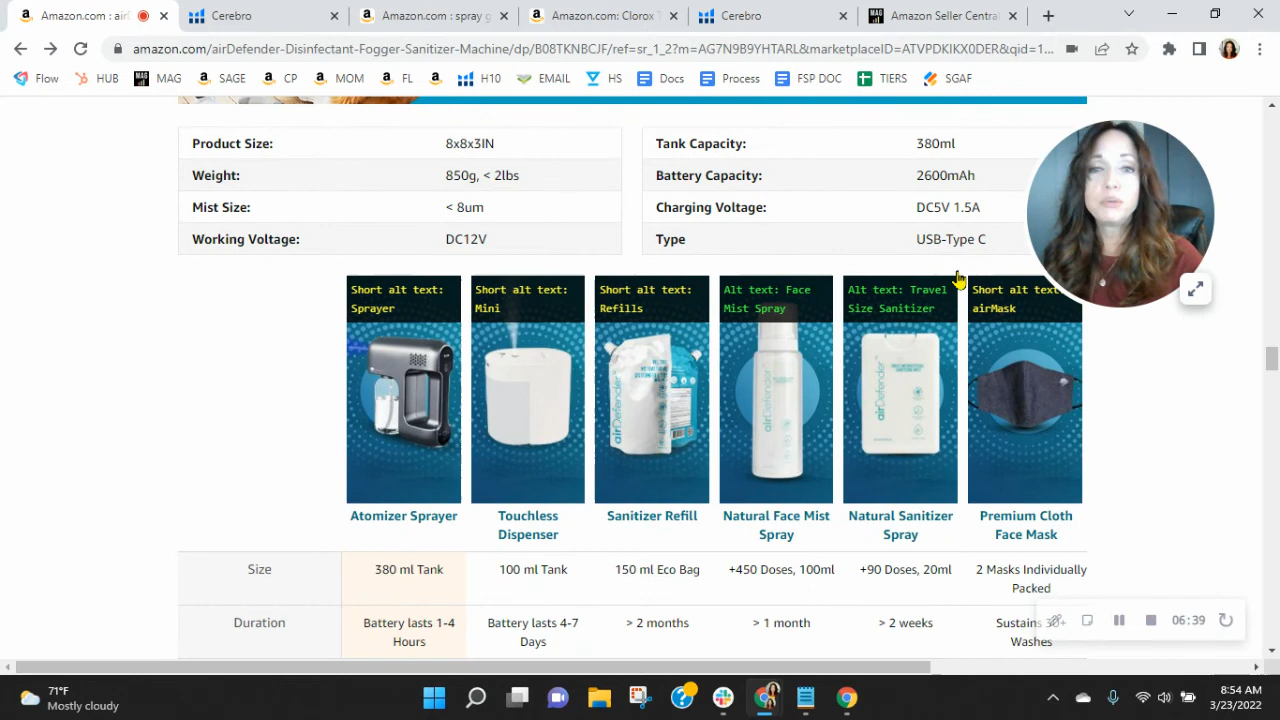 Amazon.com : air
Cerebro
Amazon.com : spray g
Amazon.com: Clorox T
Cerebro
MAG
Amazon Seller Central
amazon.com/airDefender-Disinfectant-Fogger-Sanitizer-Machine/dp/B08TKNBCJF/ref=sr_1_2?m=AG7N9B9YHTARL&marketplaceID=ATVPDKIKX0DER&qid=1...
Flow HUB MAG SAGE CP MOM FL H10 EMAIL HS Docs Process FSP DOC TIERS SGAF
Product Size: 8x8x3IN
Weight: 850g, < 2lbs
Mist Size: < 8um
Working Voltage: DC12V
Tank Capacity: 380ml
Battery Capacity: 2600mAh
Charging Voltage: DC5V 1.5A
Type USB-Type C
Short alt text:
Sprayer
Short alt text:
Mini
Short alt text:
Refills
Alt text: Face
Mist Spray
Alt text: Travel
Size Sanitizer
Short alt text:
airMask
airDefender
airDefender
airDefender
Atomizer Sprayer
Touchless
Dispenser
Sanitizer Refill
Natural Face Mist
Spray
Natural Sanitizer
Spray
Premium Cloth
Face Mask
Size
380 ml Tank
100 ml Tank
150 ml Eco Bag
+450 Doses, 100ml
+90 Doses, 20ml
2 Masks Individually
Packed
Duration
Battery lasts 1-4
Hours
Battery lasts 4-7
Days
> 2 months
> 1 month
> 2 weeks
Sustains 30+
Washes
06:39
71°F
Mostly cloudy
8:54 AM
3/23/2022